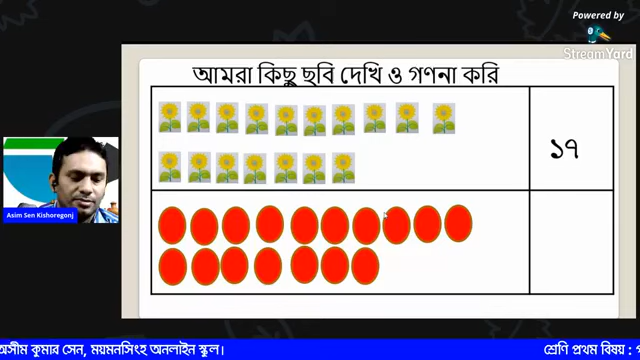 Powered by
StreamYard
আমরা কিছু ছবি দেখি ও গণনা করি
১৭
Asim Sen Kishoregonj
অসীম কুমার সেন, ময়মনসিংহ অনলাইন স্কুল।
শ্রেণি প্রথম বিষয় :